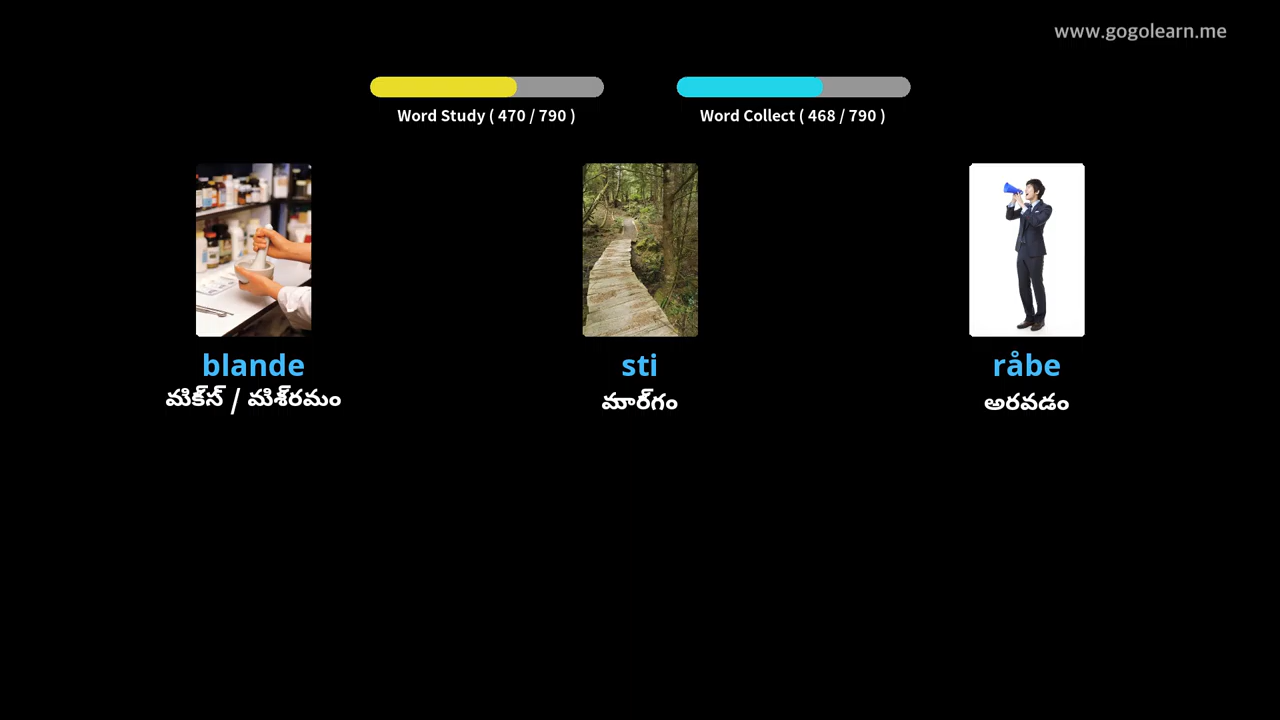 www.gogolearn.me
Word Study ( 470 / 790 )
Word Collect ( 468 / 790 )
blande
మిక్‌స్ / మిశ్‌రమం
sti
మార్‌గం
råbe
అరవడం